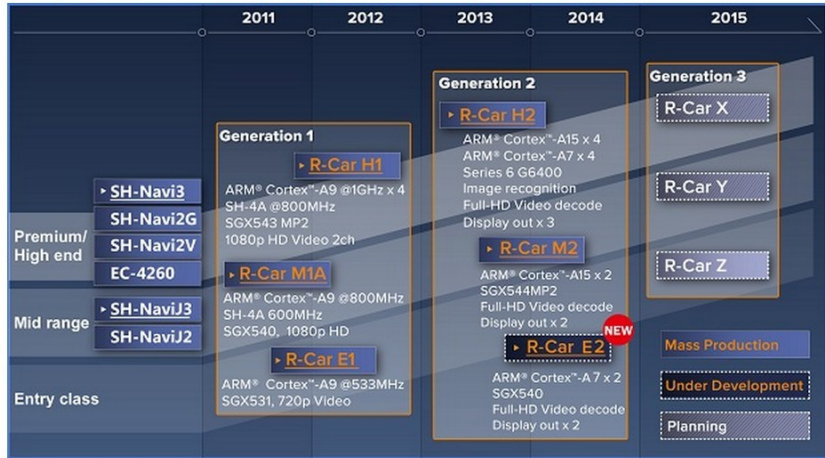 2011 2012 2013 2014 2015
Premium/
High end
Mid range
Entry class
▸ SH-Navi3
SH-Navi2G
SH-Navi2V
EC-4260
▸ SH-NaviJ3
SH-NaviJ2
Generation 1
▸ R-Car H1
ARM® Cortex™-A9 @1GHz x 4
SH-4A @800MHz
SGX543 MP2
1080p HD Video 2ch
▸ R-Car M1A
ARM® Cortex™-A9 @800MHz
SH-4A 600MHz
SGX540, 1080p HD
▸ R-Car E1
ARM® Cortex™-A9 @533MHz
SGX531, 720p Video
Generation 2
▸ R-Car H2
ARM® Cortex™-A15 x 4
ARM® Cortex™-A7 x 4
Series 6 G6400
Image recognition
Full-HD Video decode
Display out x 3
▸ R-Car M2
ARM® Cortex™-A15 x 2
SGX544MP2
Full-HD Video decode
Display out x 2
NEW
▸ R-Car E2
ARM® Cortex™-A7 x 2
SGX540
Full-HD Video decode
Display out x 2
Generation 3
R-Car X
R-Car Y
R-Car Z
Mass Production
Under Development
Planning